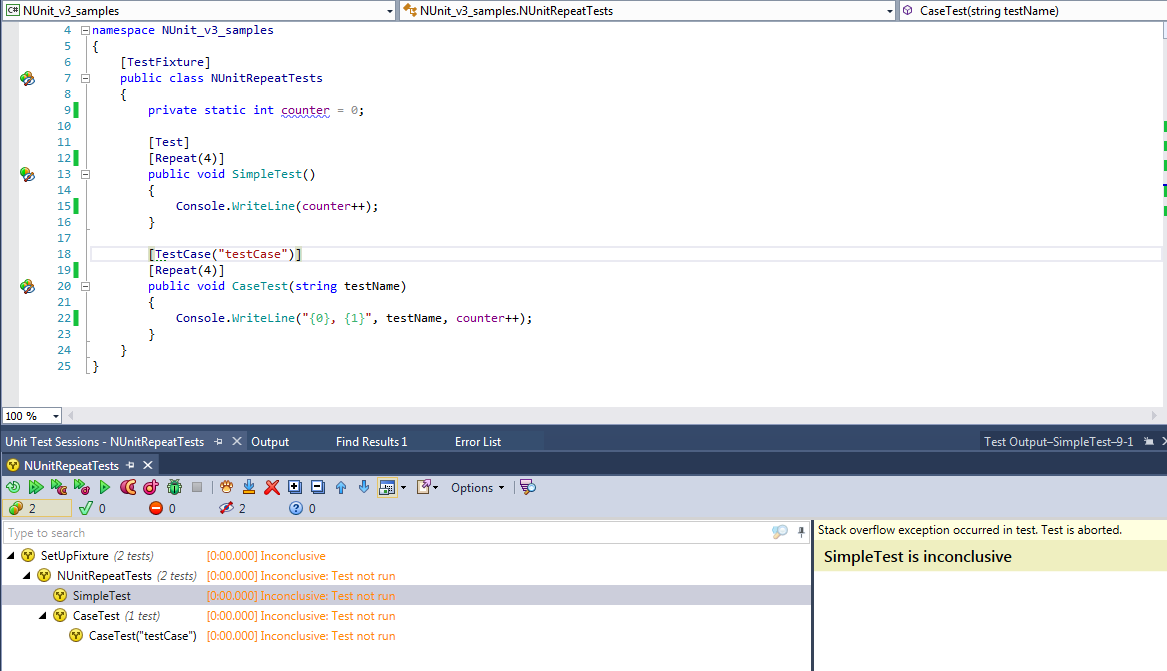 C# NUnit_v3_samples
NUnit_v3_samples.NUnitRepeatTests
CaseTest(string testName)
4 namespace NUnit_v3_samples
5 {
6 [TestFixture]
7 public class NUnitRepeatTests
8 {
9 private static int counter = 0;
10
11 [Test]
12 [Repeat(4)]
13 public void SimpleTest()
14 {
15 Console.WriteLine(counter++);
16 }
17
18 [TestCase("testCase")]
19 [Repeat(4)]
20 public void CaseTest(string testName)
21 {
22 Console.WriteLine("{0}, {1}", testName, counter++);
23 }
24 }
25 }
100 %
Unit Test Sessions - NUnitRepeatTests
Output
Find Results 1
Error List
Test Output–SimpleTest–9-1
NUnitRepeatTests
Options
2 0 0 2 0
Type to search
SetUpFixture (2 tests) [0:00.000] Inconclusive
NUnitRepeatTests (2 tests) [0:00.000] Inconclusive: Test not run
SimpleTest [0:00.000] Inconclusive: Test not run
CaseTest (1 test) [0:00.000] Inconclusive: Test not run
CaseTest("testCase") [0:00.000] Inconclusive: Test not run
Stack overflow exception occurred in test. Test is aborted.
SimpleTest is inconclusive